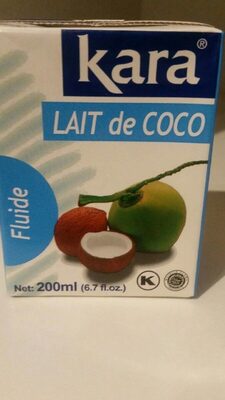 kara®
LAIT de COCO
Fluide
Net: 200ml (6.7 fl.oz.)
K